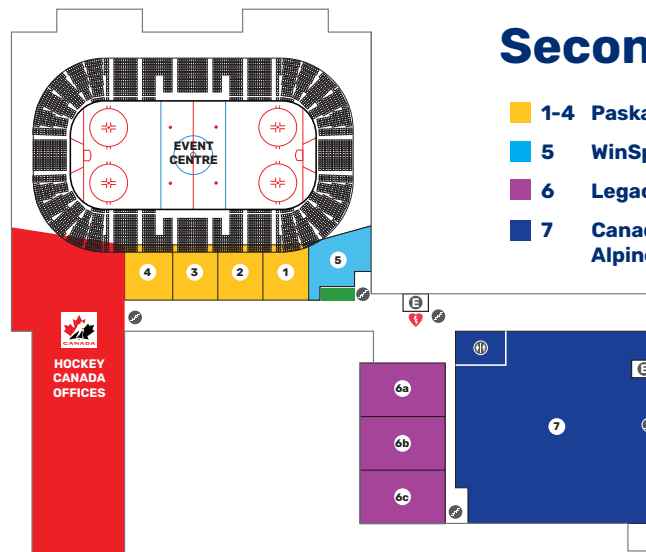 Secon
1-4 Paska
5 WinSp
6 Legac
7 Canad
Alpine
EVENT
CENTRE
4
3
2
1
5
E
CANADA
HOCKEY
CANADA
OFFICES
6a
6b
6c
7
E